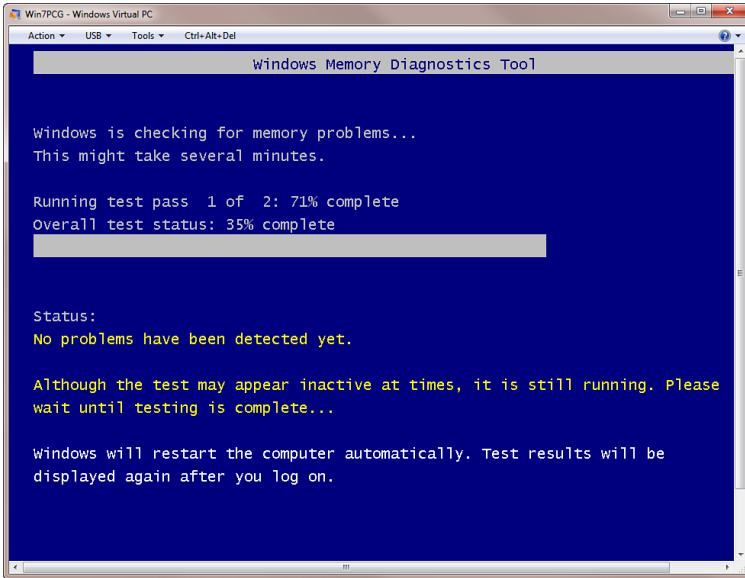 Win7PCG - Windows Virtual PC
Action USB Tools Ctrl+Alt+Del
Windows Memory Diagnostics Tool
Windows is checking for memory problems...
This might take several minutes.
Running test pass  1 of  2: 71% complete
Overall test status: 35% complete
Status:
No problems have been detected yet.
Although the test may appear inactive at times, it is still running. Please
wait until testing is complete...
Windows will restart the computer automatically. Test results will be
displayed again after you log on.